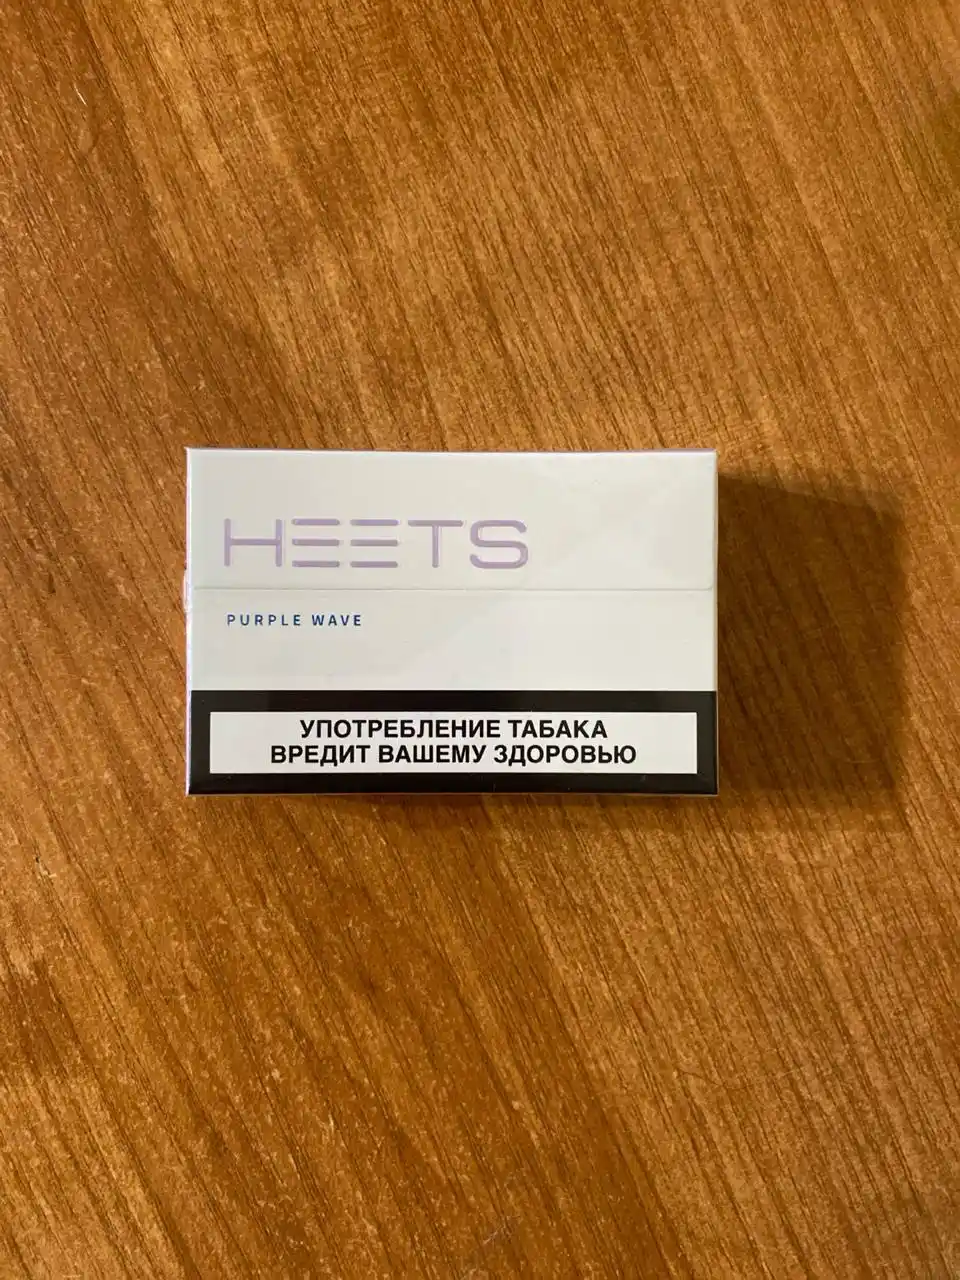 HEETS
PURPLE WAVE
УПОТРЕБЛЕНИЕ ТАБАКА
ВРЕДИТ ВАШЕМУ ЗДОРОВЬЮ